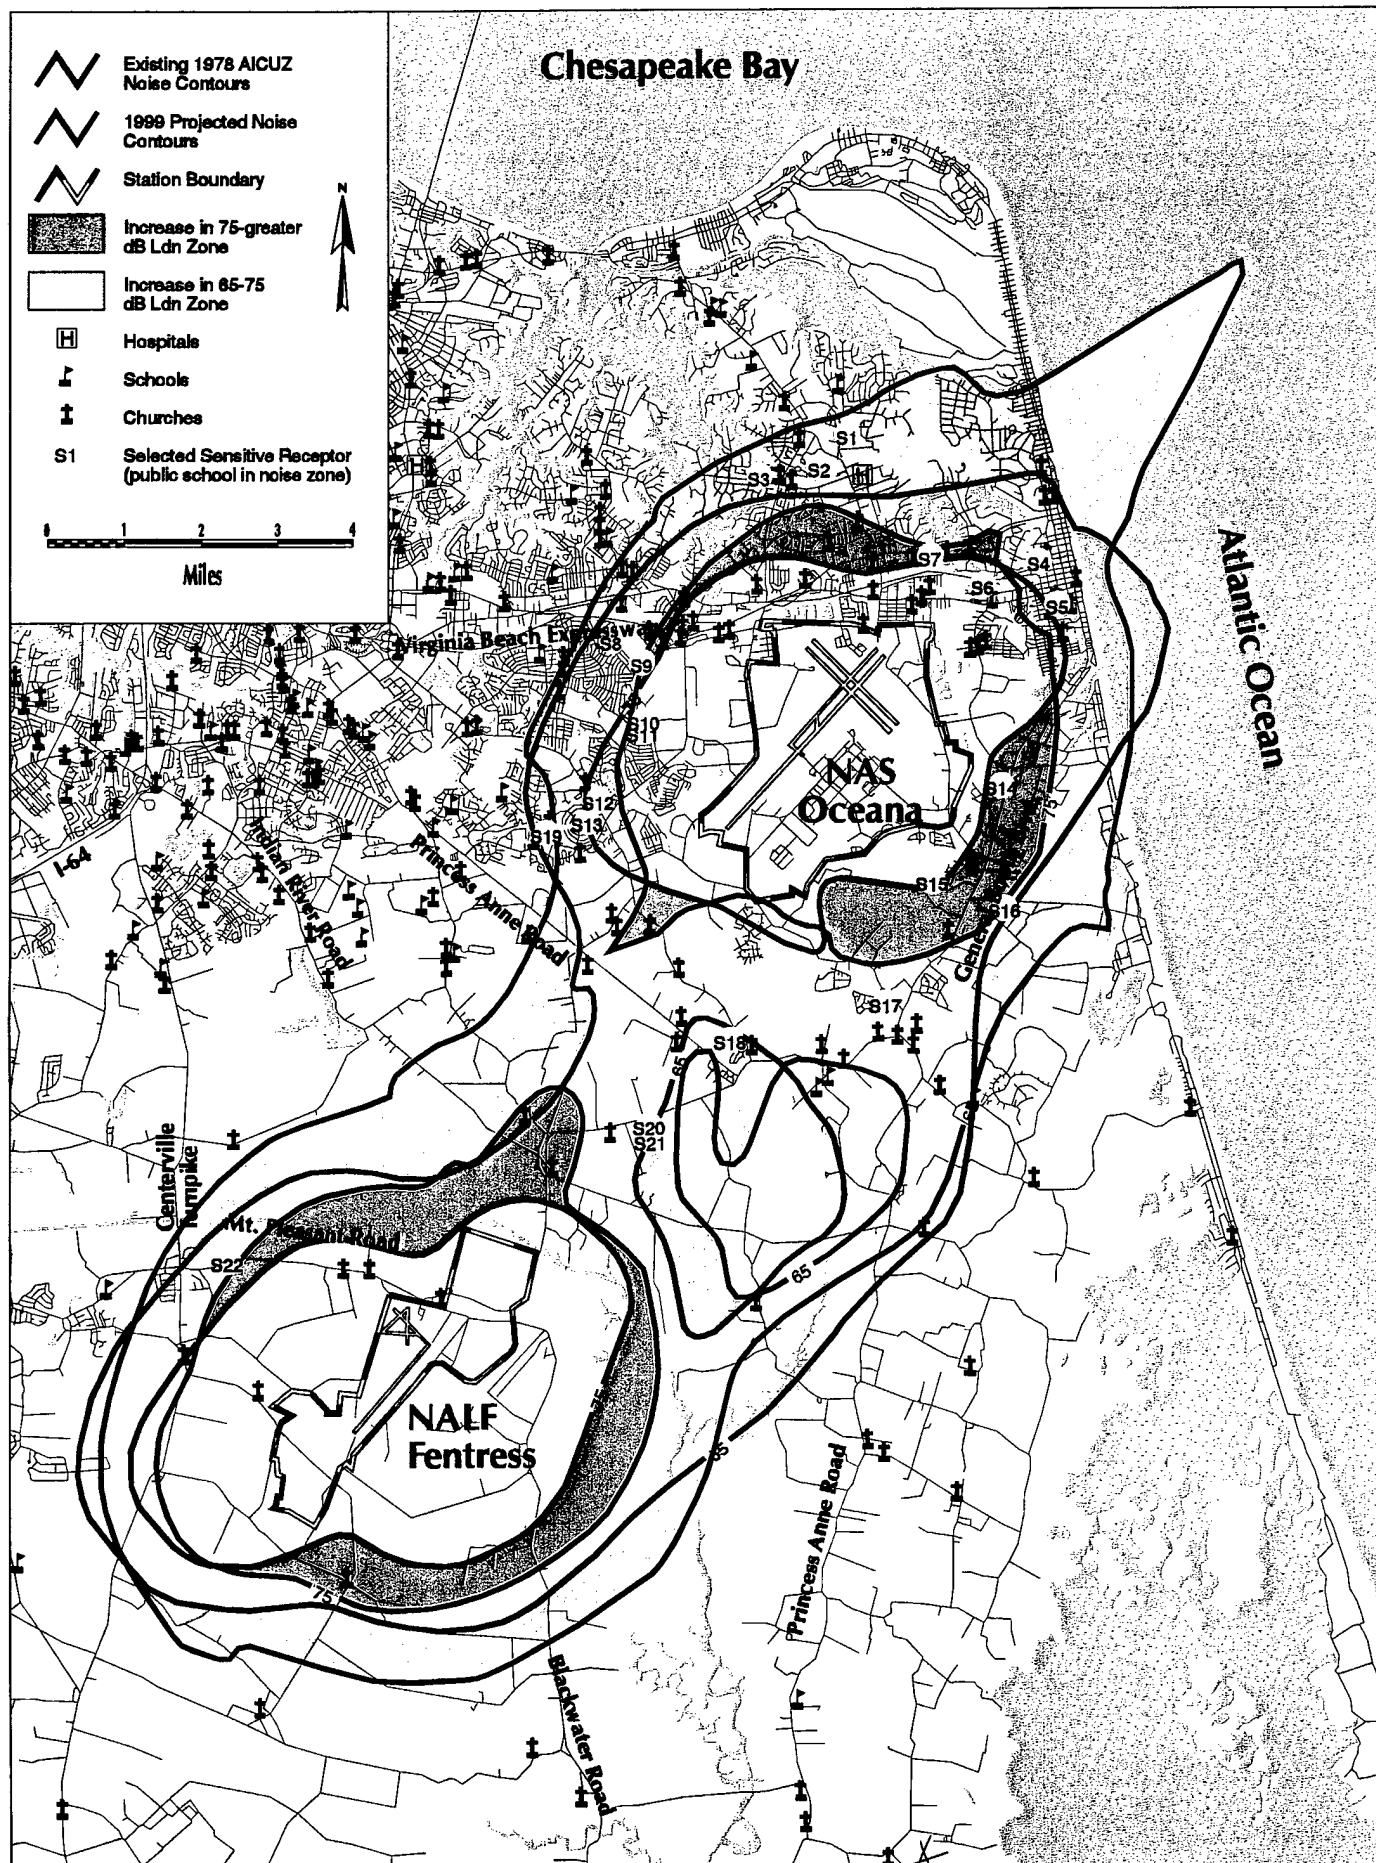 Existing 1978 AICUZ
Noise Contours
1999 Projected Noise
Contours
Station Boundary
Increase in 75-greater
dB Ldn Zone
Increase in 65-75
dB Ldn Zone
H Hospitals
Schools
Churches
S1 Selected Sensitive Receptor
(public school in noise zone)
N
0 1 2 3 4
Miles
Chesapeake Bay
Atlantic Ocean
S1
S2
S3
H
H
S7
S4
S6
S5
Virginia Beach Expressway
S8
S9
S10
S11
NAS
Oceana
S12
S13
S19
S14
75
I-64
Indian River
Road
Princess Anne Road
S15
S16
S17
S18
65
S20
S21
65
65
Centerville
Turnpike
Mt. Pleasant Road
S22
NALF
Fentress
75
65
75
Princess Anne Road
Blackwater Road